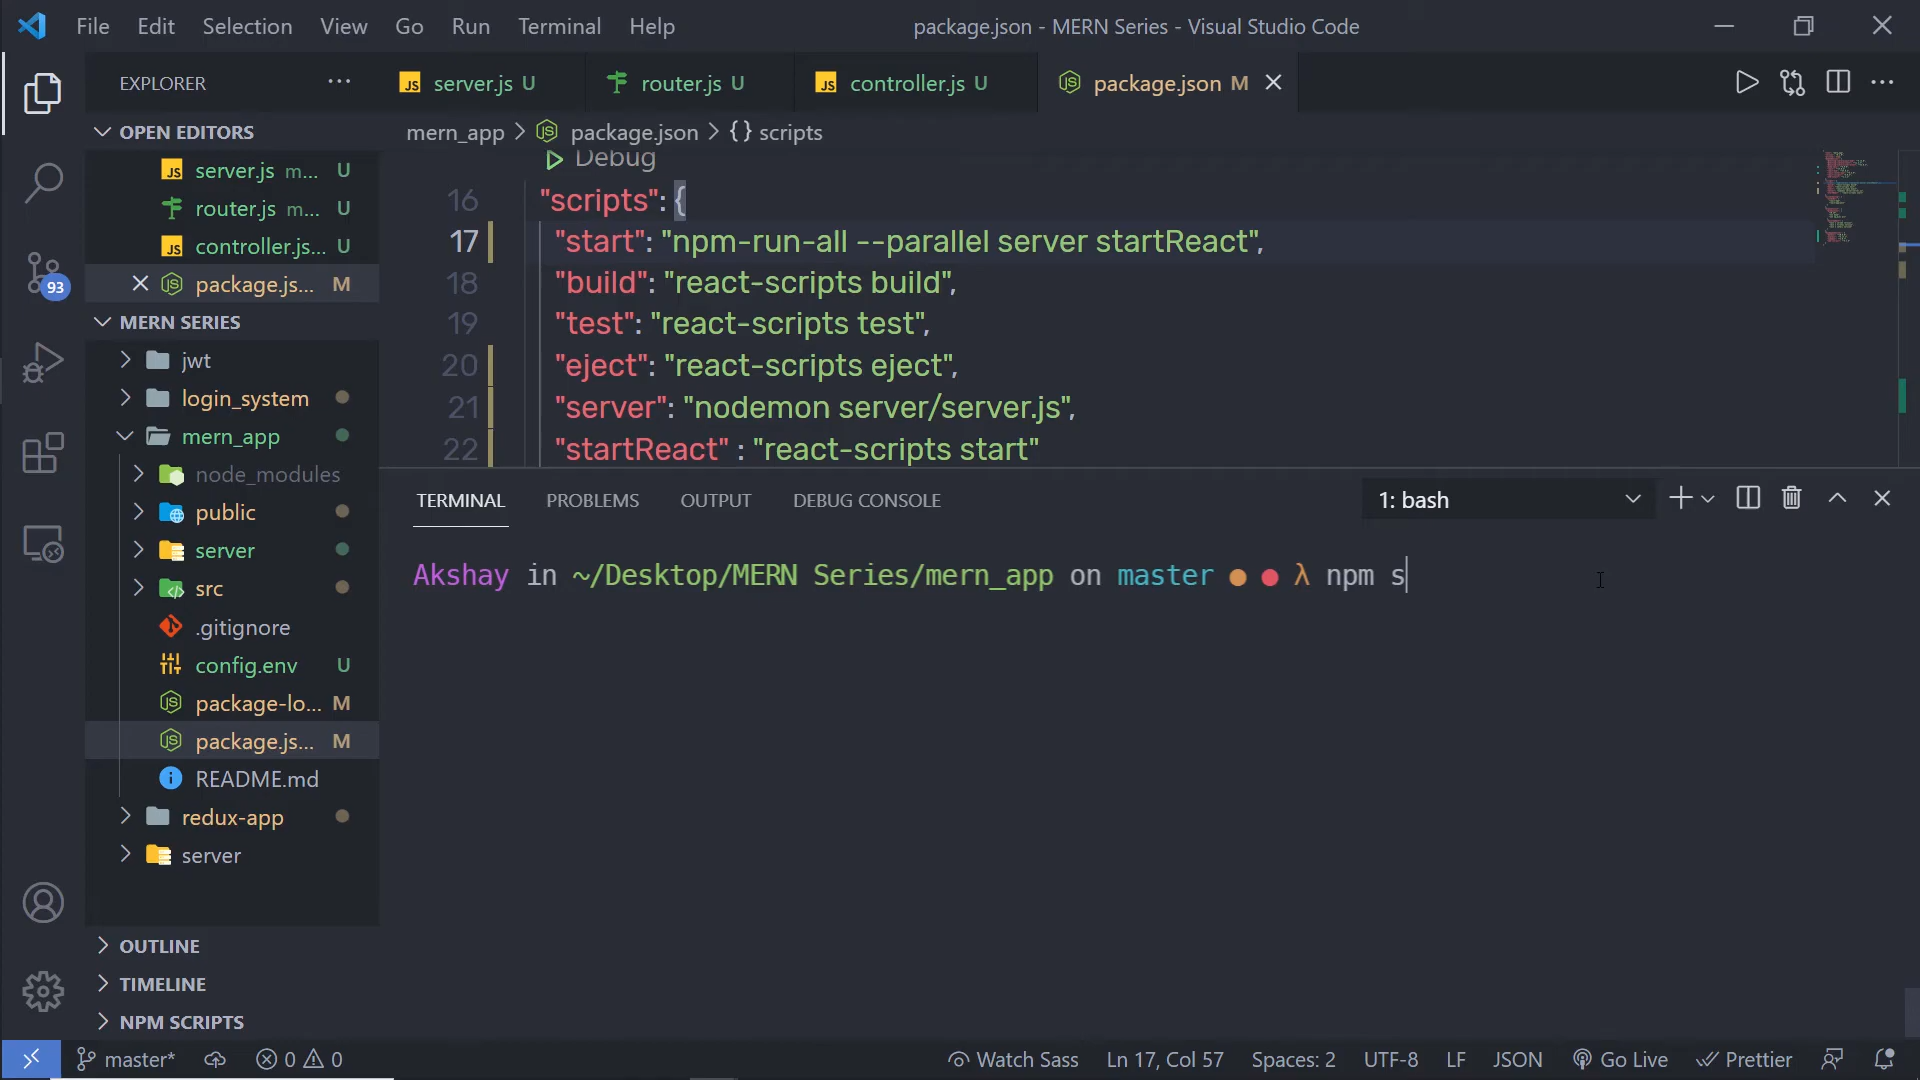 File Edit Selection View Go Run Terminal Help
package.json - MERN Series - Visual Studio Code
EXPLORER
server.js U
router.js U
controller.js U
package.json M
OPEN EDITORS
server.js m... U
router.js m... U
controller.js... U
package.js... M
MERN SERIES
jwt
login_system
mern_app
node_modules
public
server
src
.gitignore
config.env U
package-lo... M
package.js... M
README.md
redux-app
server
OUTLINE
TIMELINE
NPM SCRIPTS
93
mern_app > package.json > {} scripts
Debug
16 "scripts": {
17 "start": "npm-run-all --parallel server startReact",
18 "build": "react-scripts build",
19 "test": "react-scripts test",
20 "eject": "react-scripts eject",
21 "server": "nodemon server/server.js",
22 "startReact" : "react-scripts start"
TERMINAL PROBLEMS OUTPUT DEBUG CONSOLE
1: bash
Akshay in ~/Desktop/MERN Series/mern_app on master ● ● λ npm s
master* 0 0
Watch Sass Ln 17, Col 57 Spaces: 2 UTF-8 LF JSON Go Live Prettier